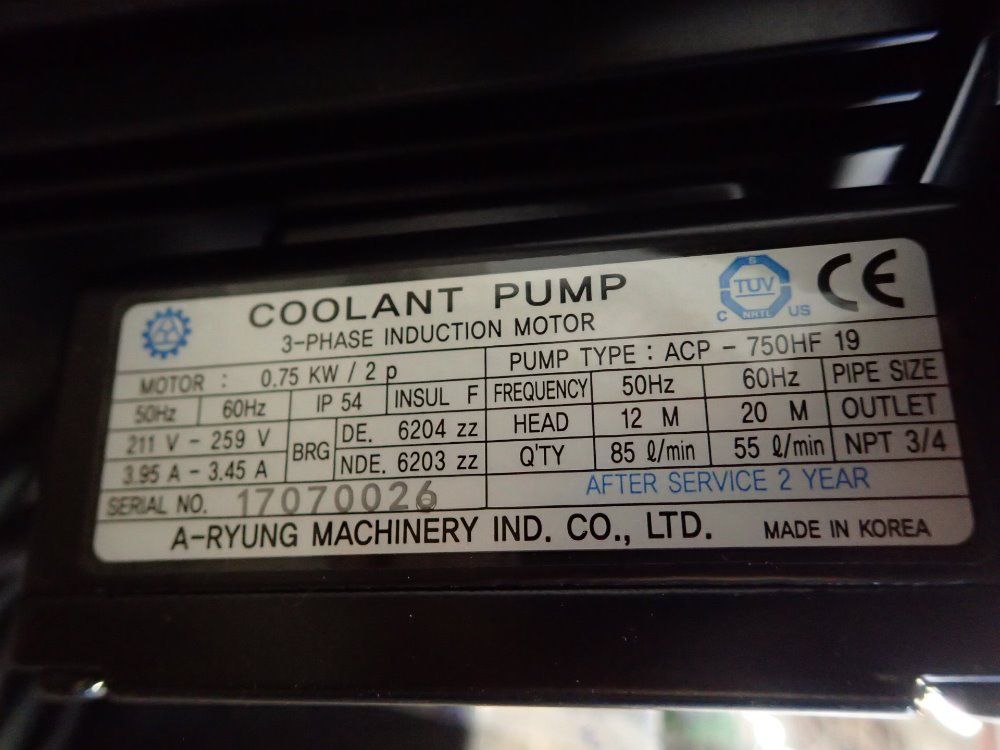 COOLANT PUMP
3-PHASE INDUCTION MOTOR
S
TUV
C NRTL US
CE
MOTOR : 0.75 KW / 2 p
PUMP TYPE : ACP - 750HF 19
50Hz 60Hz IP 54 INSUL F
FREQUENCY 50Hz 60Hz PIPE SIZE
211 V - 259 V BRG DE. 6204 ZZ
HEAD 12 M 20 M OUTLET
3.95 A - 3.45 A NDE. 6203 ZZ
Q'TY 85 ℓ/min 55 ℓ/min NPT 3/4
SERIAL NO. 17070026
AFTER SERVICE 2 YEAR
A-RYUNG MACHINERY IND. CO., LTD. MADE IN KOREA